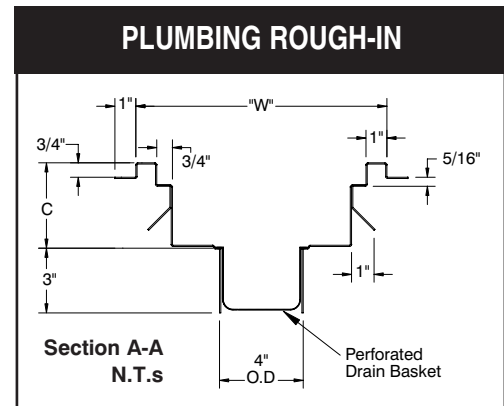 PLUMBING ROUGH-IN
1"
"W"
1"
3/4"
3/4"
5/16"
C
3"
1"
Section A-A
N.T.s
4"
O.D
Perforated
Drain Basket